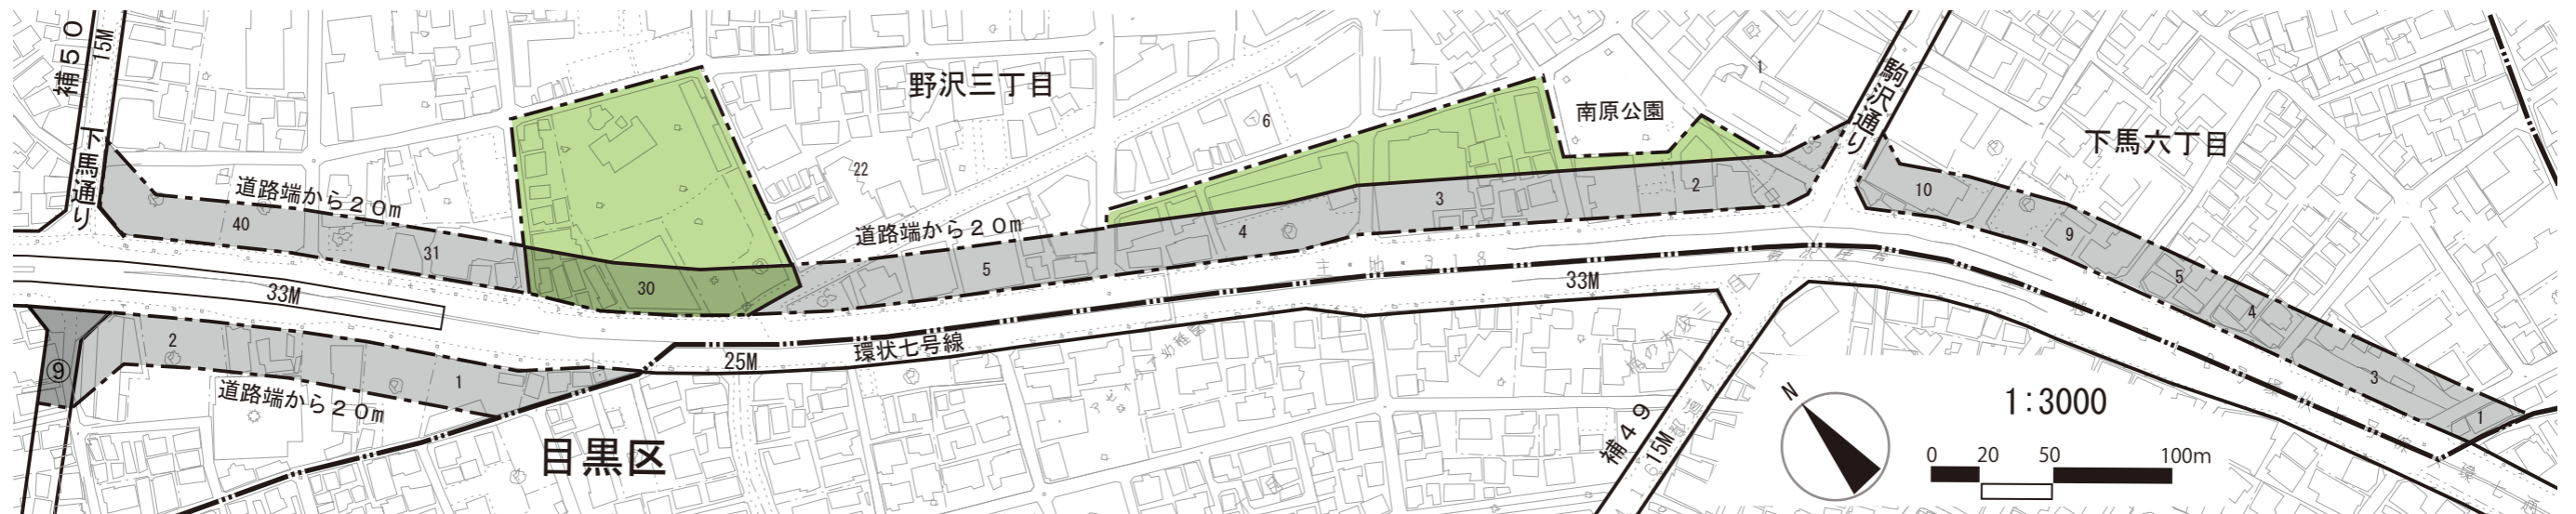 補５０
15M
下馬通り
道路端から２０ｍ
40
31
33M
30
⑨
2
1
道路端から２０ｍ
目黒区
野沢三丁目
22
道路端から２０ｍ
5
25M
環状七号線
6
4
3
2
南原公園
1
駒沢通り
33M
補４９
15M
下馬六丁目
10
9
5
4
3
1
N
1:3000
0 20 50 100m